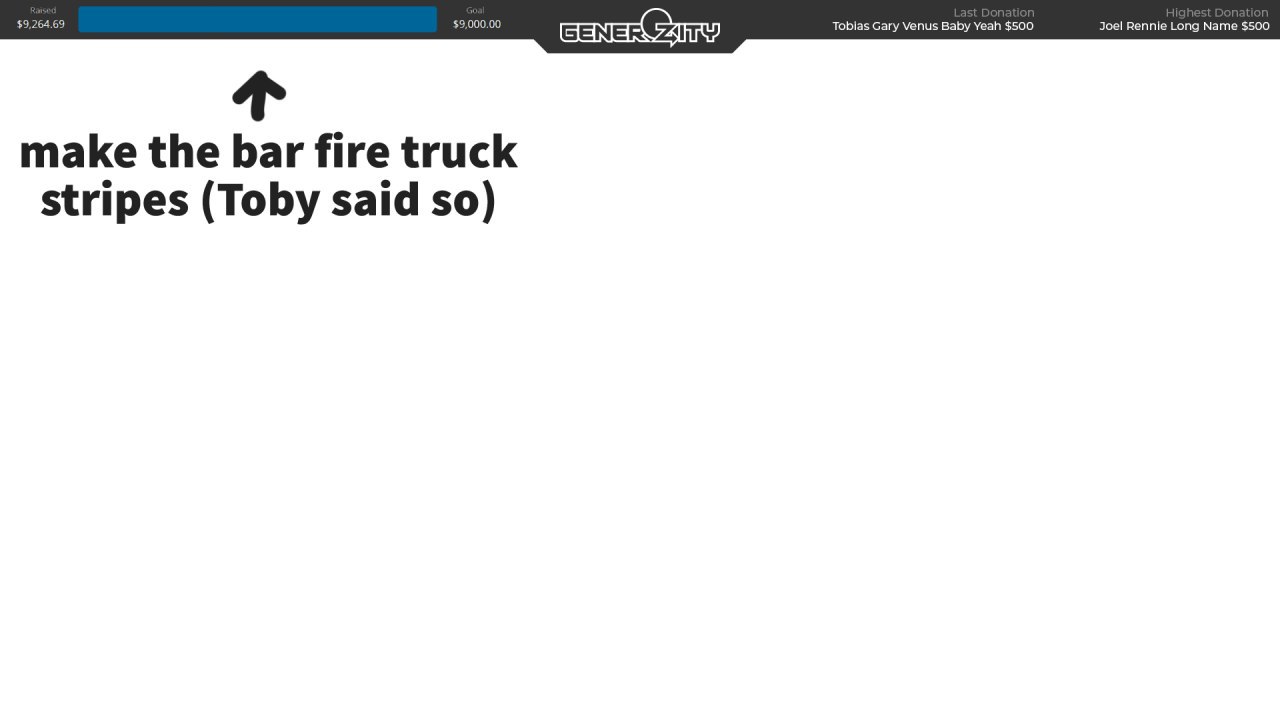 Raised
$9,264.69
Goal
$9,000.00
GENEROZITY
Last Donation
Tobias Gary Venus Baby Yeah $500
Highest Donation
Joel Rennie Long Name $500
make the bar fire truck
stripes (Toby said so)